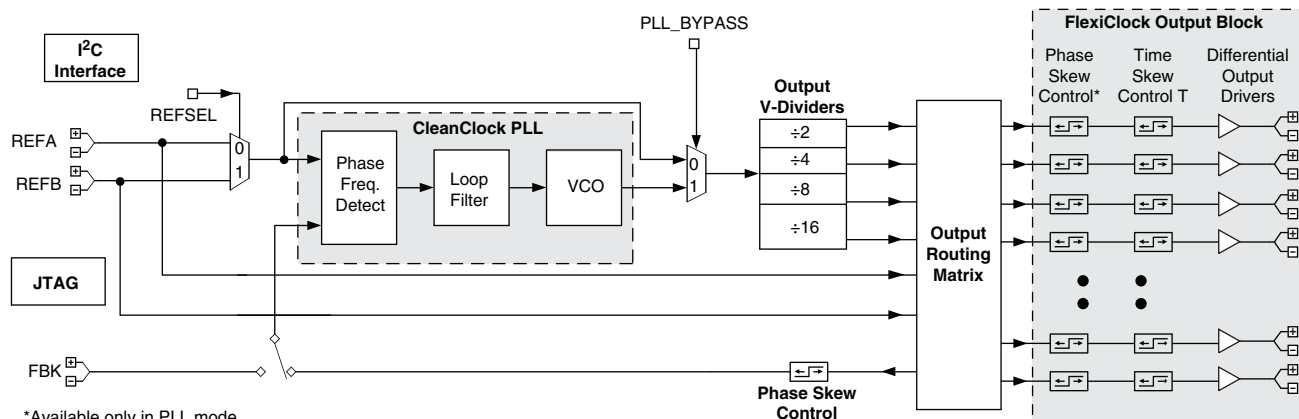 I²C
Interface
REFSEL
REFA
REFB
PLL_BYPASS
0
1
CleanClock PLL
Phase
Freq.
Detect
Loop
Filter
VCO
0
1
Output
V-Dividers
÷2
÷4
÷8
÷16
Output
Routing
Matrix
FlexiClock Output Block
Phase
Skew
Control*
Time
Skew
Control T
Differential
Output
Drivers
JTAG
FBK
Phase Skew
Control
*Available only in PLL mode